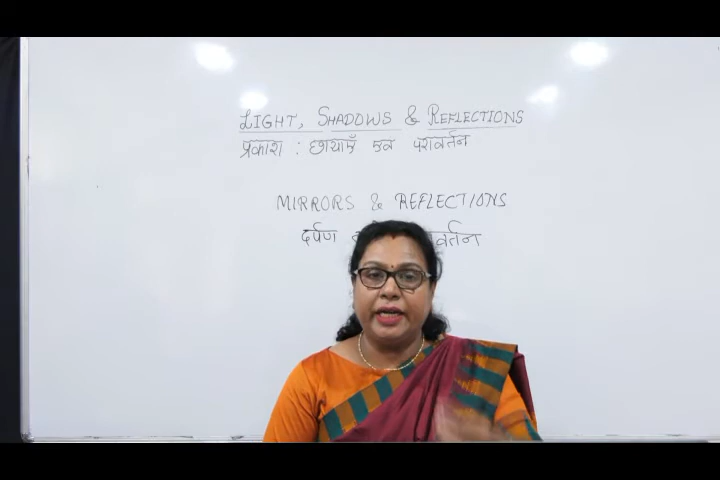 LIGHT, SHADOWS & REFLECTIONS
प्रकाश : छायाएँ एवं परावर्तन
MIRRORS & REFLECTIONS
दर्पण